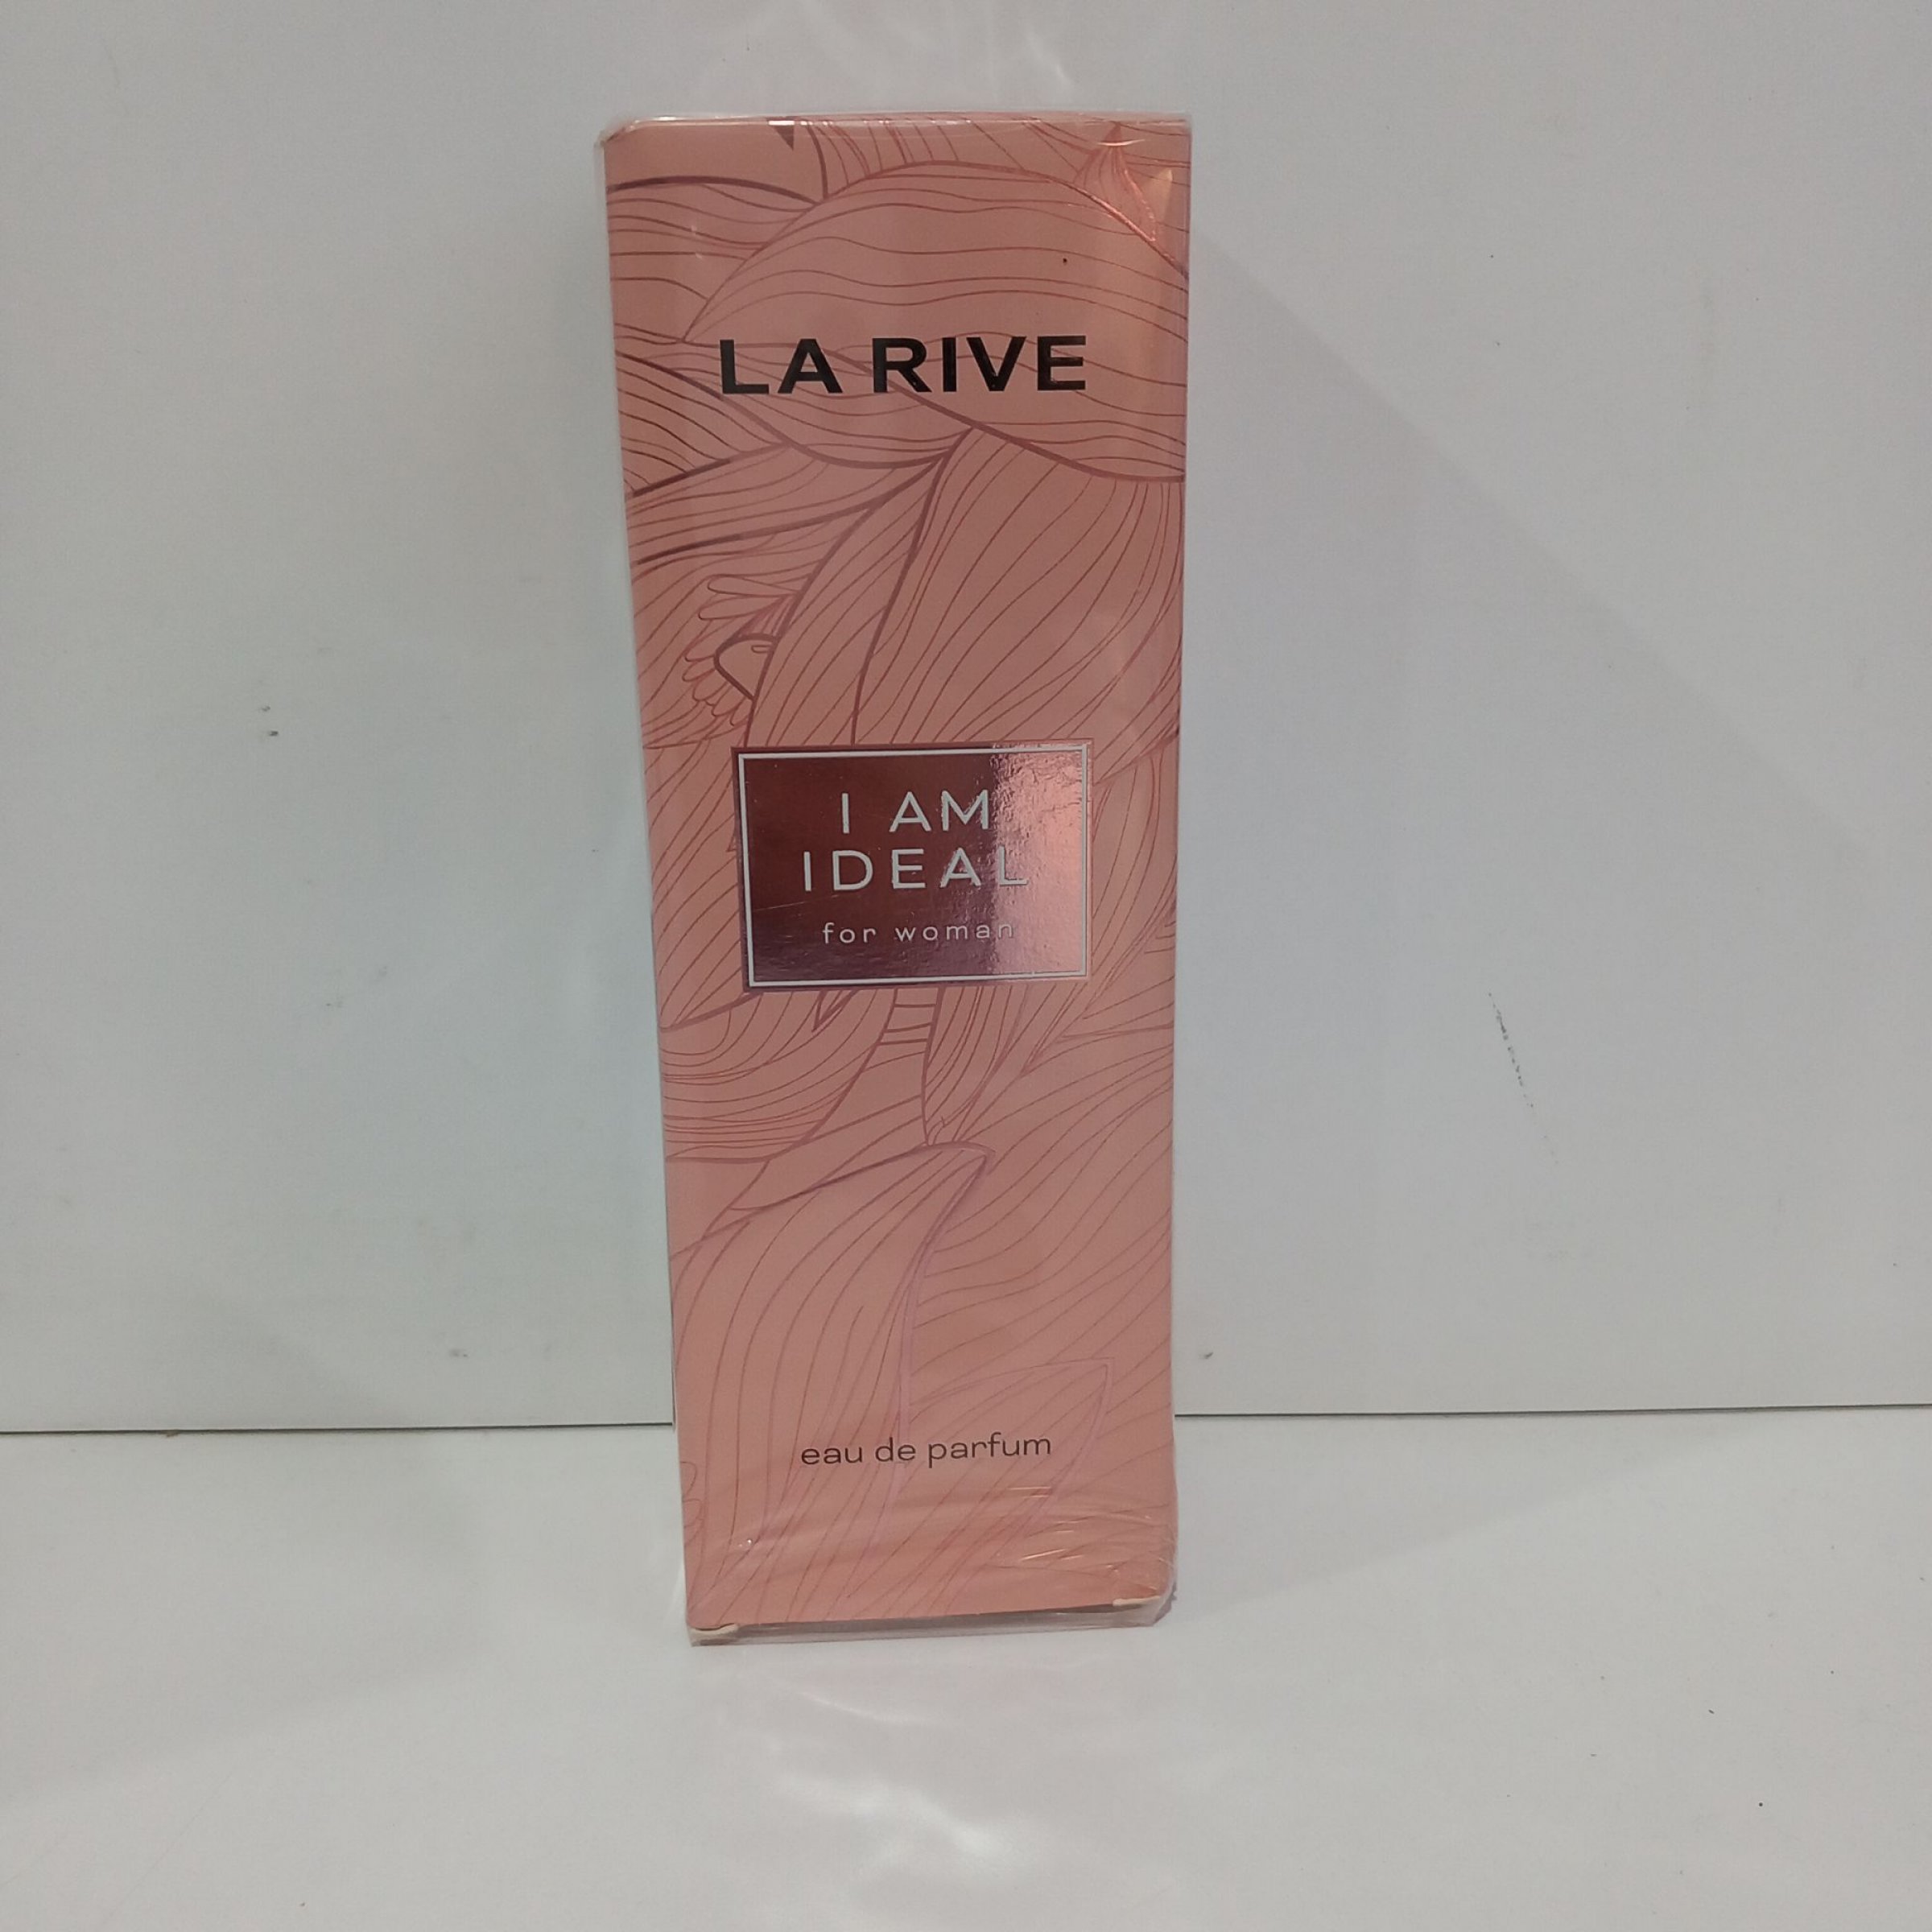 LA RIVE
I AM
IDEAL
for woman
eau de parfum